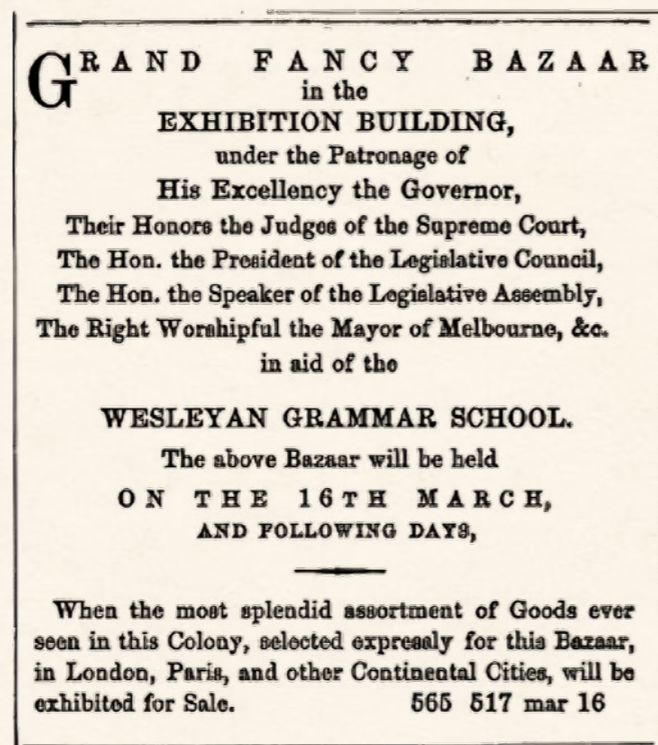 GRAND FANCY BAZAAR
in the
EXHIBITION BUILDING,
under the Patronage of
His Excellency the Governor,
Their Honors the Judges of the Supreme Court,
The Hon. the President of the Legislative Council,
The Hon. the Speaker of the Legislative Assembly,
The Right Worshipful the Mayor of Melbourne, &c.
in aid of the
WESLEYAN GRAMMAR SCHOOL.
The above Bazaar will be held
ON THE 16TH MARCH,
AND FOLLOWING DAYS,
When the most splendid assortment of Goods ever
seen in this Colony, selected expressly for this Bazaar,
in London, Paris, and other Continental Cities, will be
exhibited for Sale. 565 517 mar 16